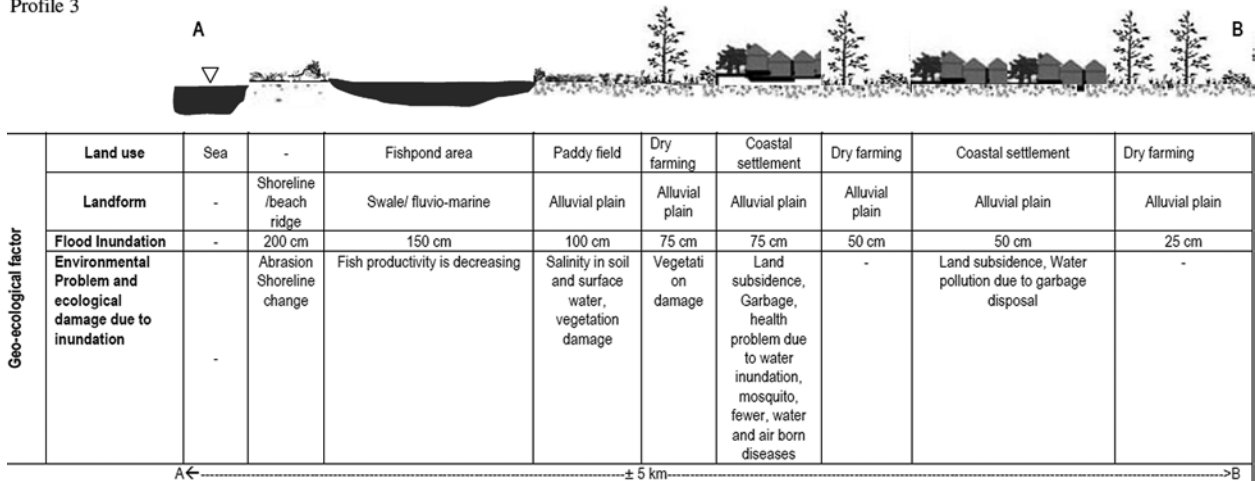 Profile 3
A
B
Land use
Sea
-
Fishpond area
Paddy field
Dry
farming
Coastal
settlement
Dry farming
Coastal settlement
Dry farming
Landform
-
Shoreline
/beach
ridge
Swale/ fluvio-marine
Alluvial plain
Alluvial
plain
Alluvial plain
Alluvial
plain
Alluvial plain
Alluvial plain
Flood Inundation
-
200 cm
150 cm
100 cm
75 cm
75 cm
50 cm
50 cm
25 cm
Geo-ecological factor
Environmental
Problem and
ecological
damage due to
inundation
-
Abrasion
Shoreline
change
Fish productivity is decreasing
Salinity in soil
and surface
water,
vegetation
damage
Vegetati
on
damage
Land
subsidence,
Garbage,
health
problem due
to water
inundation,
mosquito,
fewer, water
and air born
diseases
-
Land subsidence, Water
pollution due to garbage
disposal
-
A←-----± 5 km----->B